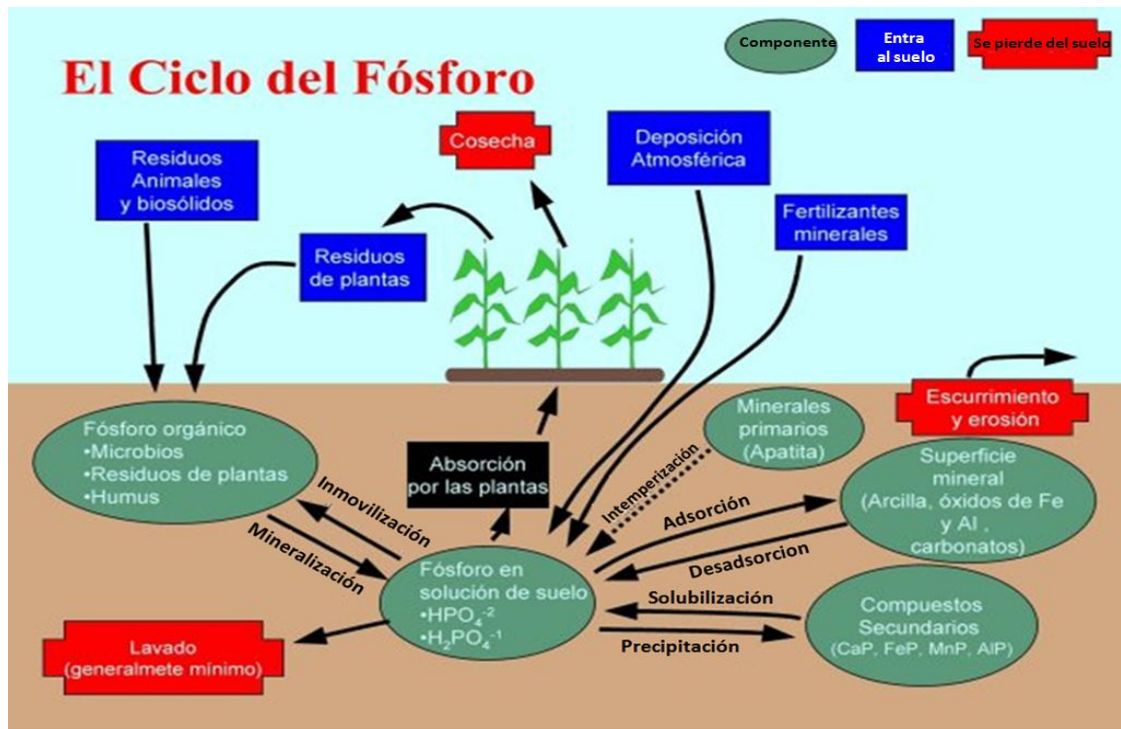 Componente
Entra
al suelo
Se pierde del suelo
El Ciclo del Fósforo
Cosecha
Deposición
Atmosférica
Residuos
Animales
y biosólidos
Fertilizantes
minerales
Residuos
de plantas
Escurrimiento
y erosión
Minerales
primarios
(Apatita)
Fósforo orgánico
•Microbios
•Residuos de plantas
•Humus
Absorción
por las plantas
Intemperización
Superficie
mineral
(Arcilla, óxidos de Fe
y Al ,
carbonatos)
Inmovilización
Mineralización
Adsorción
Desadsorcion
Fósforo en
solución de suelo
•HPO₄⁻²
•H₂PO₄⁻¹
Solubilización
Precipitación
Compuestos
Secundarios
(CaP, FeP, MnP, AlP)
Lavado
(generalmete mínimo)